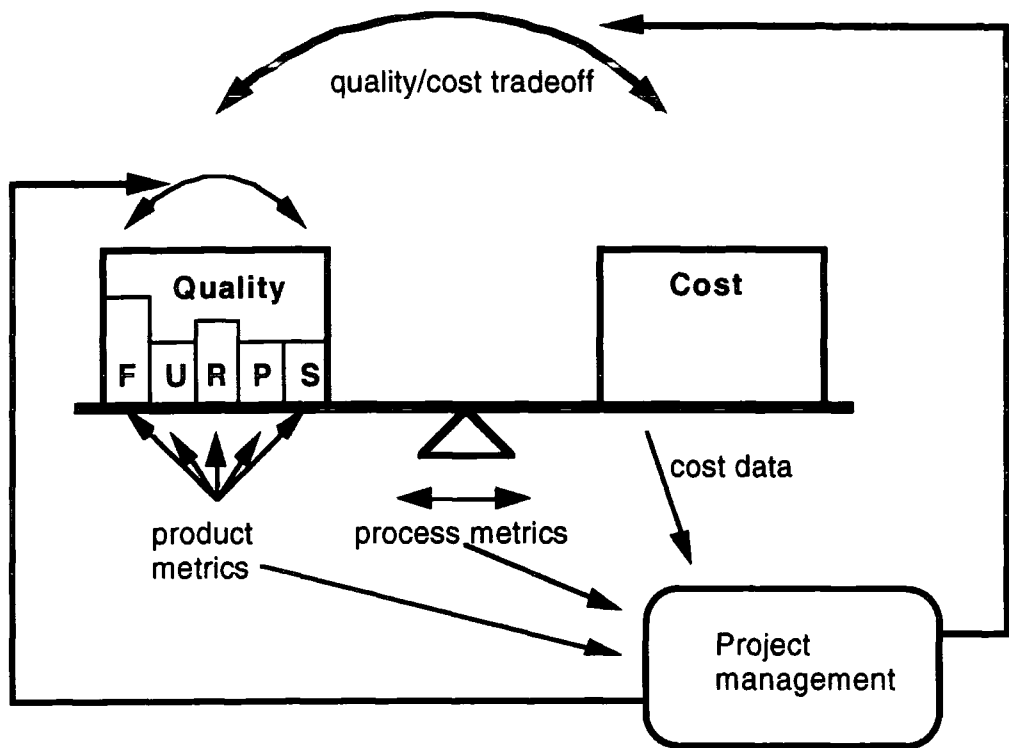 quality/cost tradeoff
Quality
Cost
F U R P S
cost data
product
metrics
process metrics
Project
management